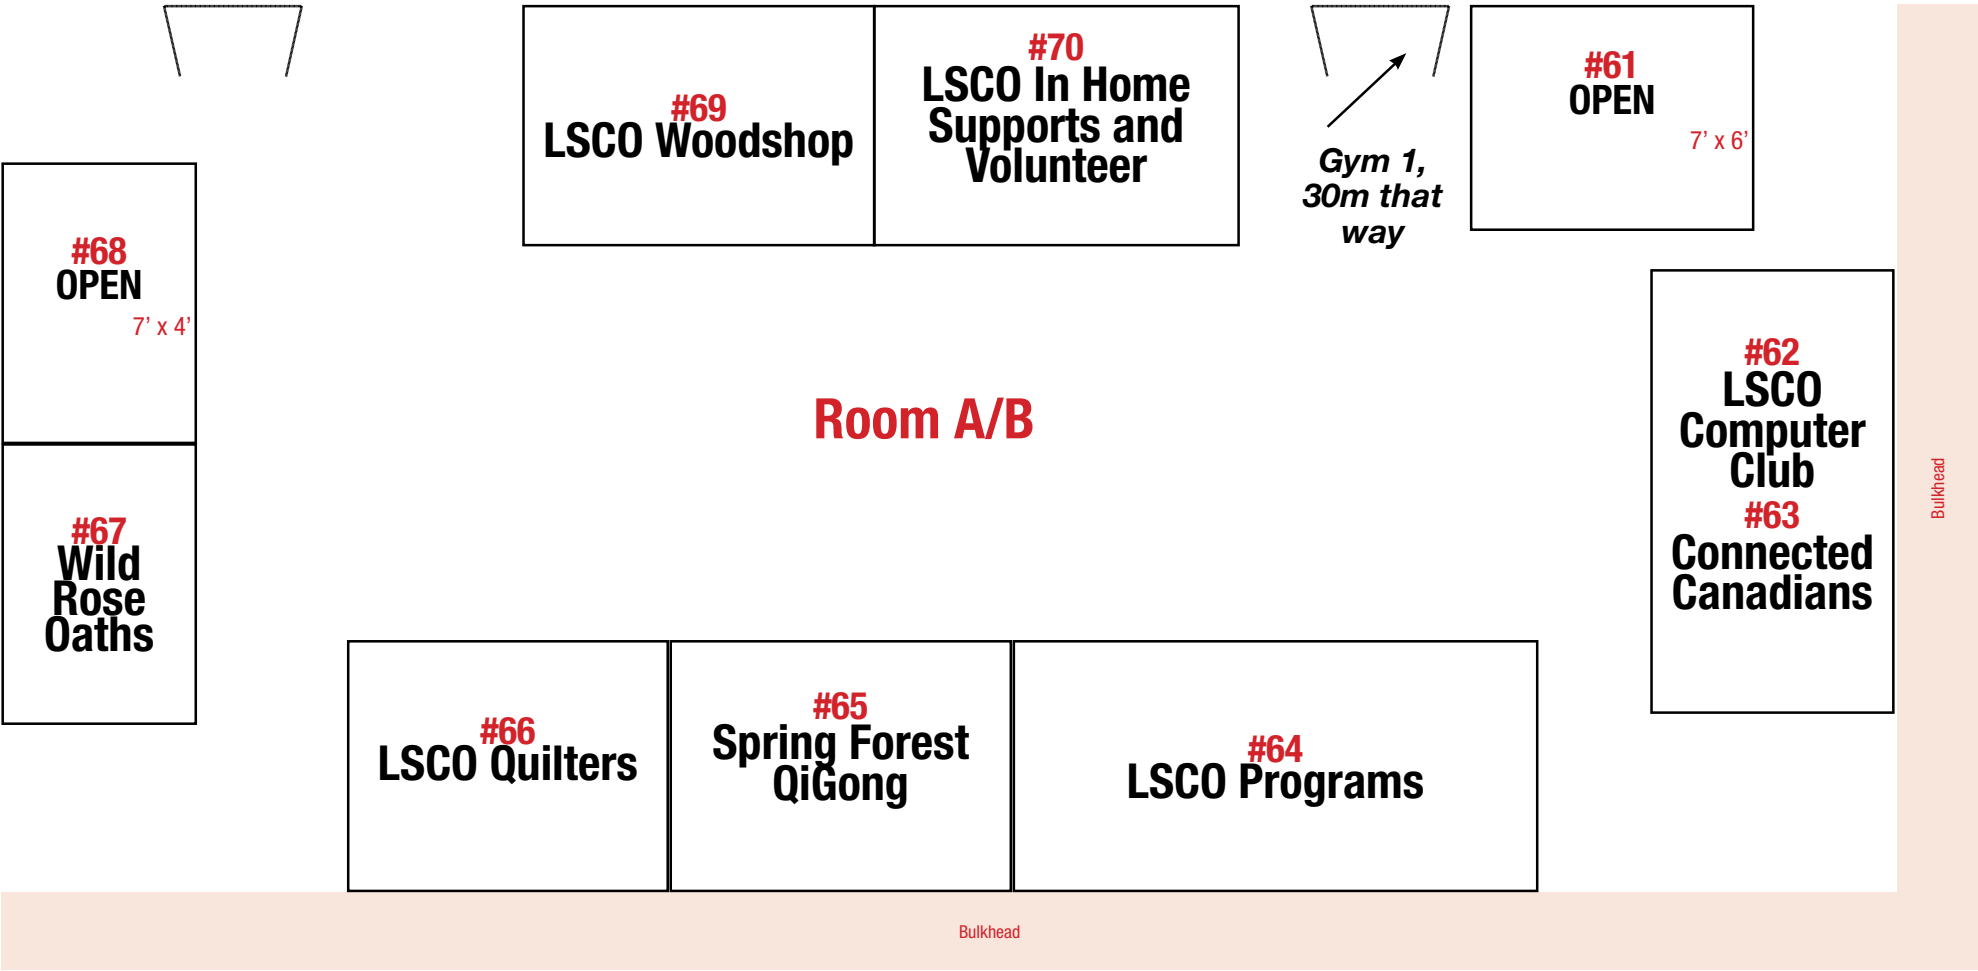 #69
LSCO Woodshop
#70
LSCO In Home
Supports and
Volunteer
Gym 1,
30m that
way
#61
OPEN
7’ x 6’
#68
OPEN
7’ x 4’
#67
Wild
Rose
Oaths
Room A/B
#62
LSCO
Computer
Club
#63
Connected
Canadians
Bulkhead
#66
LSCO Quilters
#65
Spring Forest
QiGong
#64
LSCO Programs
Bulkhead